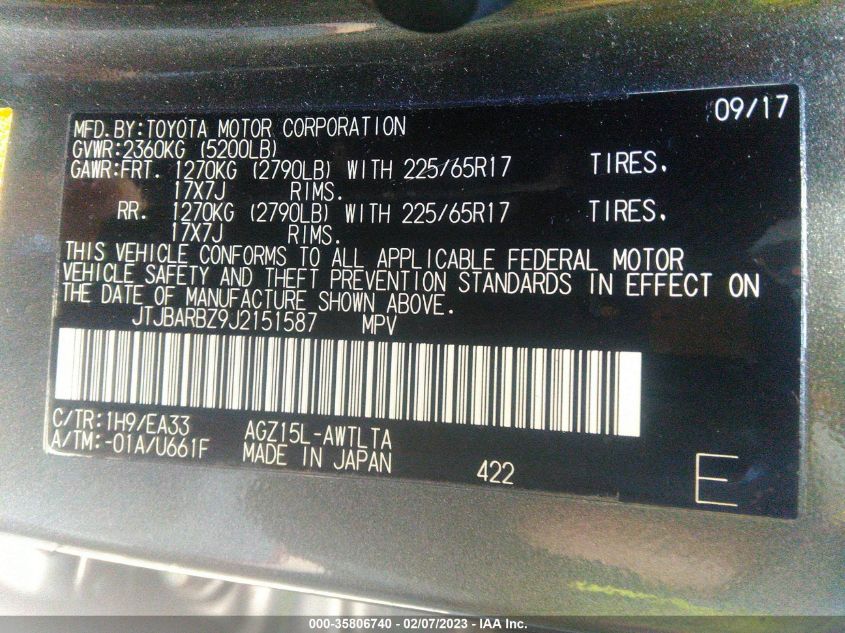 09/17
MFD.BY:TOYOTA MOTOR CORPORATION
GVWR:2360KG (5200LB)
GAWR:FRT. 1270KG (2790LB) WITH 225/65R17 TIRES.
17X7J RIMS.
RR. 1270KG (2790LB) WITH 225/65R17 TIRES.
17X7J RIMS.
THIS VEHICLE CONFORMS TO ALL APPLICABLE FEDERAL MOTOR
VEHICLE SAFETY AND THEFT PREVENTION STANDARDS IN EFFECT ON
THE DATE OF MANUFACTURE SHOWN ABOVE.
JTJBARBZ9J2151587 MPV
C/TR:1H9/EA33 AGZ15L-AWTLTA
A/TM:-01A/U661F MADE IN JAPAN 422 E
000-35806740 - 02/07/2023 - IAA Inc.